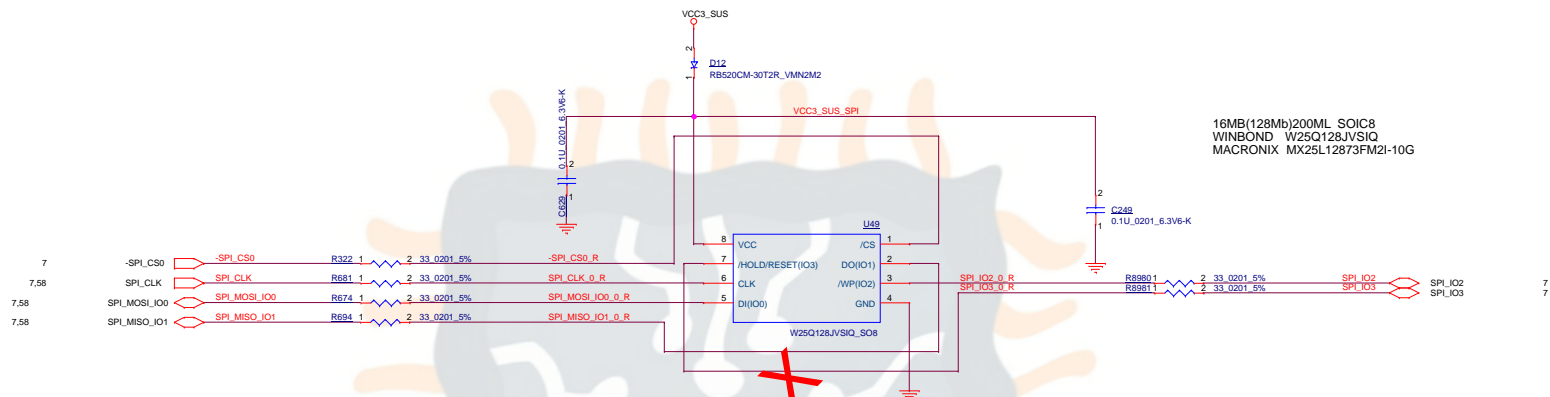 VCC3_SUS
2
D12
RB520CM-30T2R_VMN2M2
1
VCC3_SUS_SPI
0.1U_0201_6.3V6-K
2
1
C629
16MB(128Mb)200ML SOIC8
WINBOND W25Q128JVSIQ
MACRONIX MX25L12873FM2I-10G
2
C249
0.1U_0201_6.3V6-K
1
U49
8 VCC /CS 1
7 /HOLD/RESET(IO3) DO(IO1) 2
6 CLK /WP(IO2) 3
5 DI(IO0) GND 4
W25Q128JVSIQ_SO8
7 -SPI_CS0 -SPI_CS0 R322 1 2 33_0201_5% -SPI_CS0_R
7,58 SPI_CLK SPI_CLK R681 1 2 33_0201_5% SPI_CLK_0_R
7,58 SPI_MOSI_IO0 SPI_MOSI_IO0 R674 1 2 33_0201_5% SPI_MOSI_IO0_0_R
7,58 SPI_MISO_IO1 SPI_MISO_IO1 R694 1 2 33_0201_5% SPI_MISO_IO1_0_R
SPI_IO2_0_R R8980 1 2 33_0201_5% SPI_IO2 SPI_IO2 7
SPI_IO3_0_R R8981 1 2 33_0201_5% SPI_IO3 SPI_IO3 7